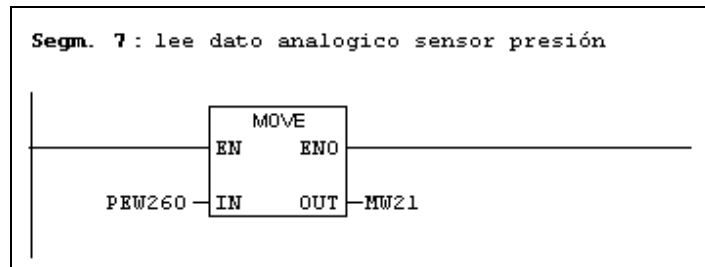 Segm. 7 : lee dato analogico sensor presión
MOVE
EN ENO
PEW260 IN OUT MW21